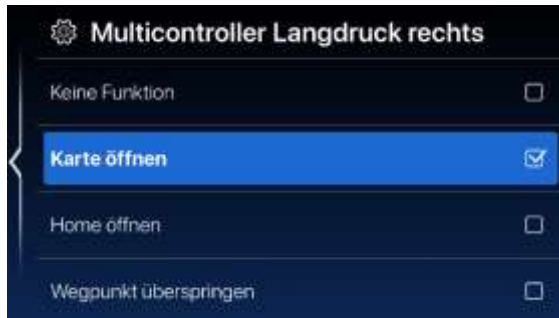 Multicontroller Langdruck rechts
Keine Funktion
Karte öffnen
Home öffnen
Wegpunkt überspringen